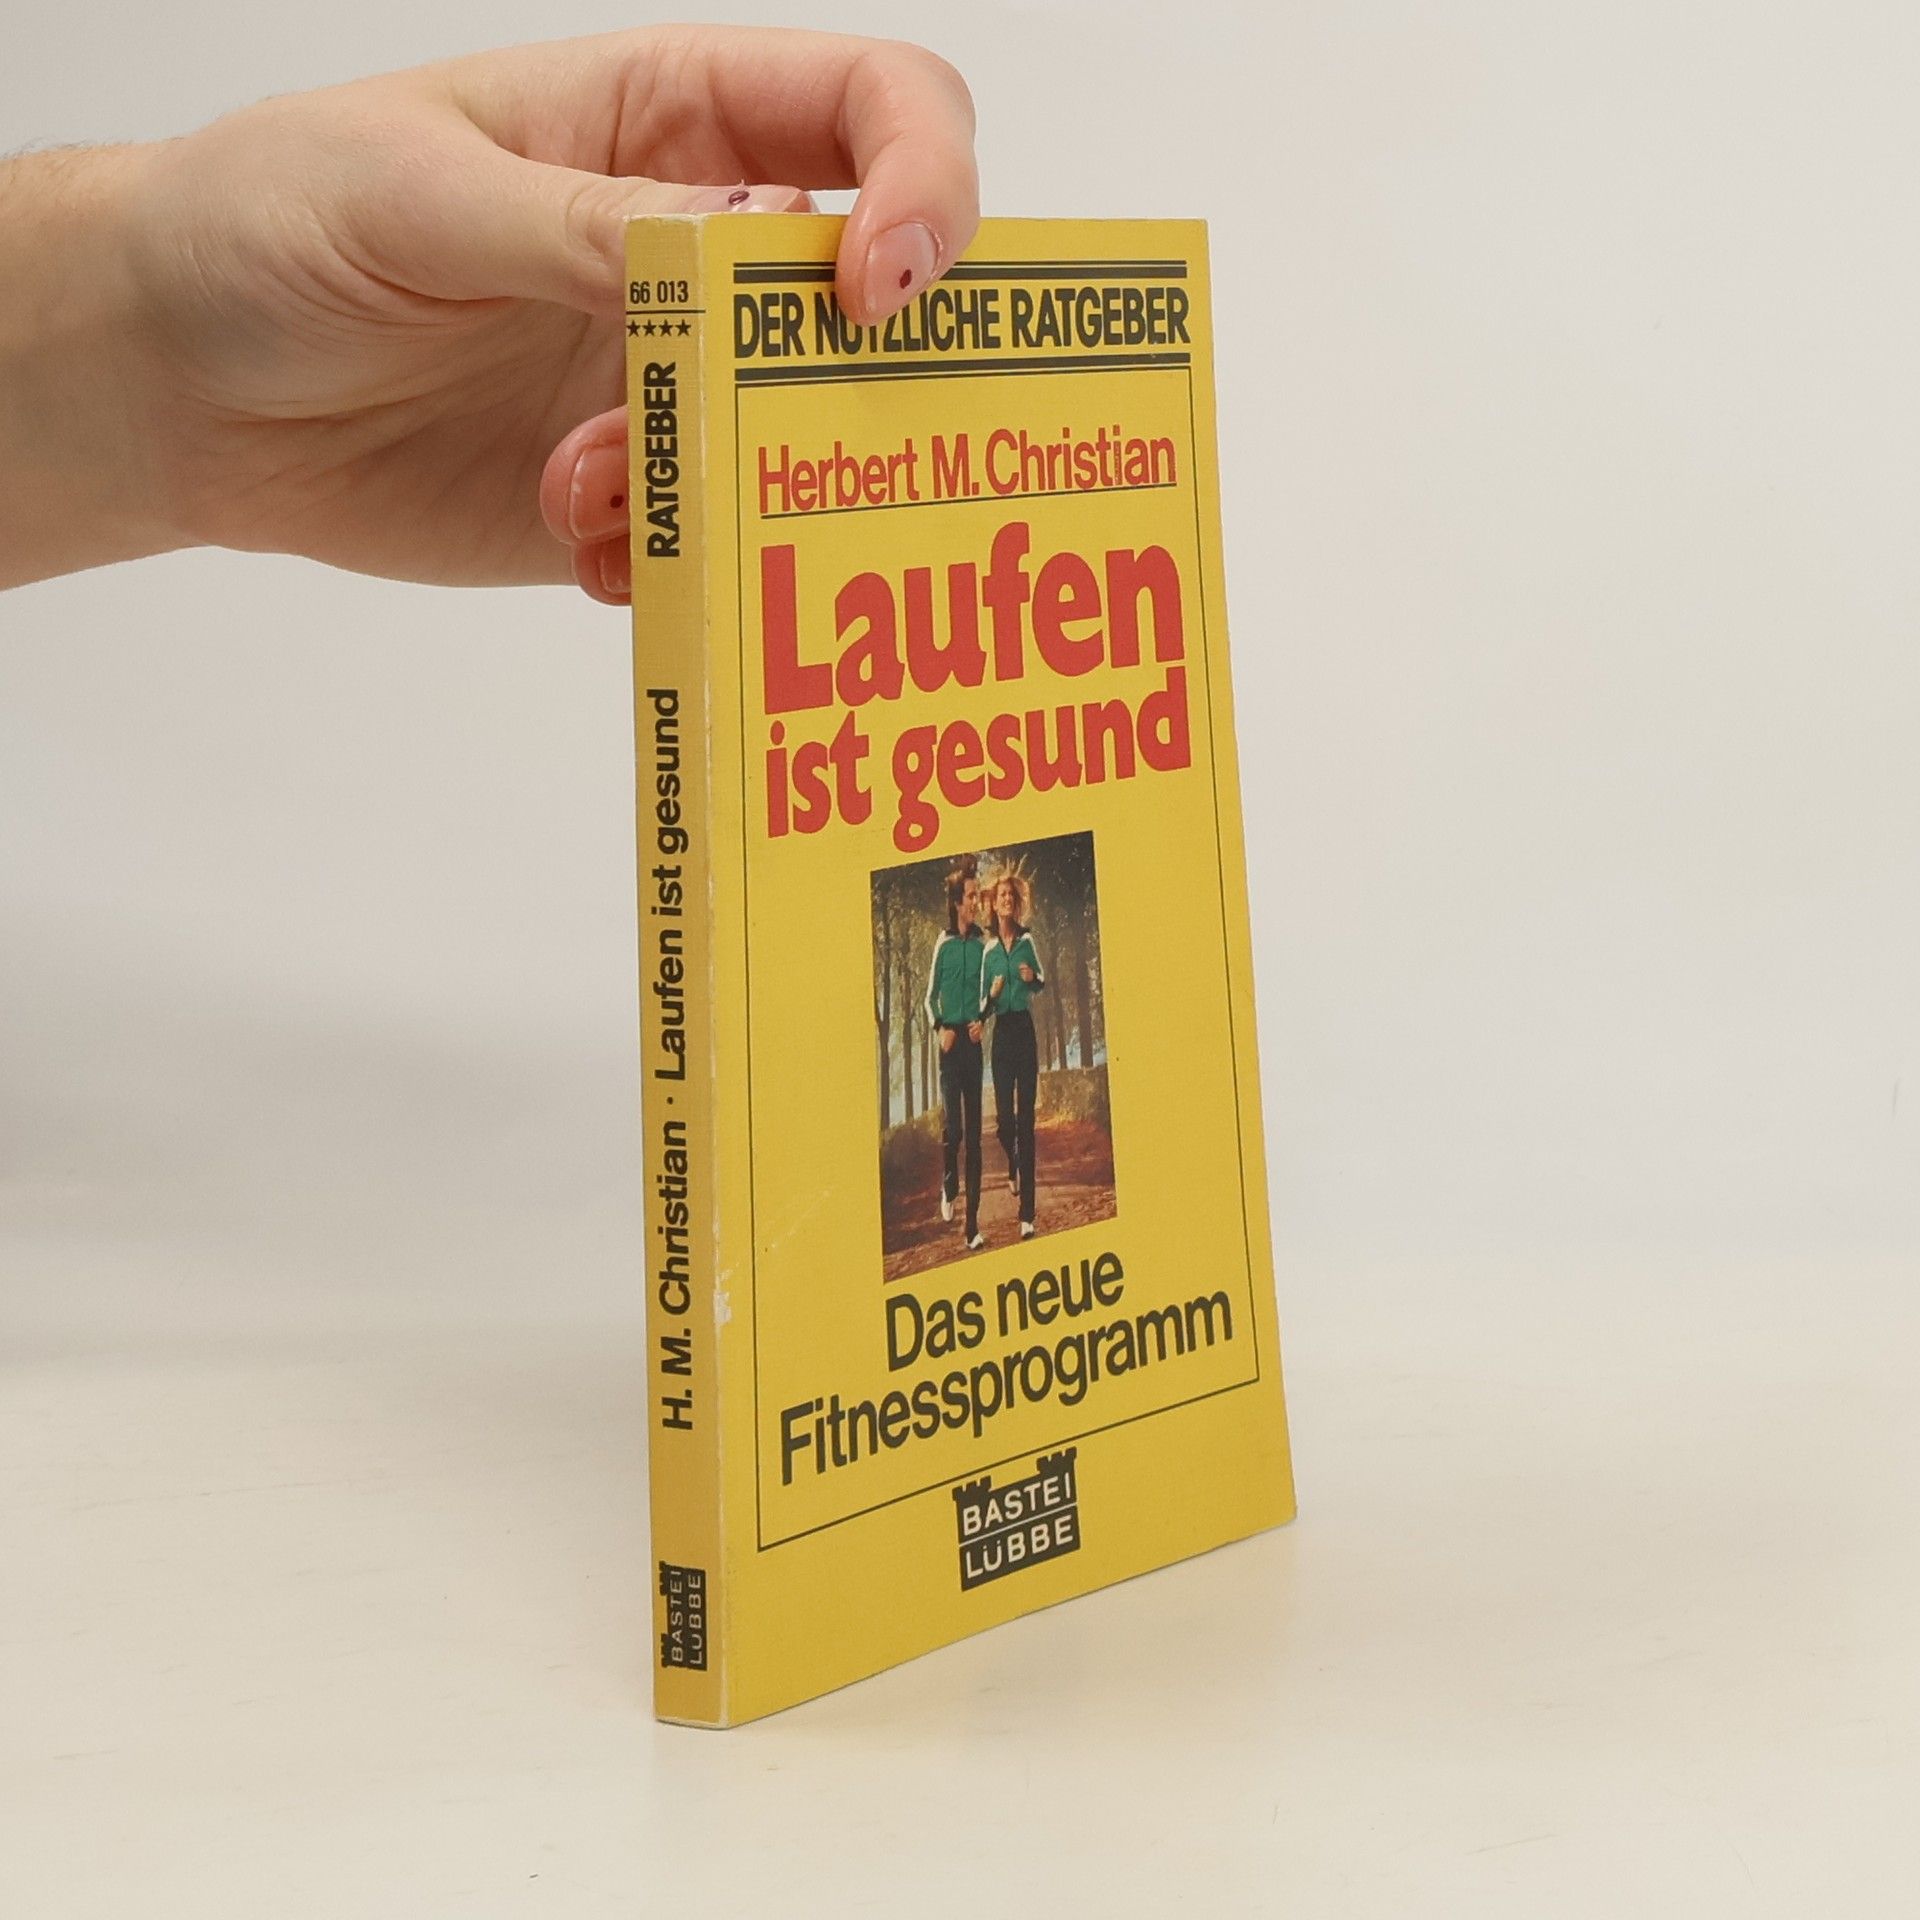 66 013
★★★★
RATGEBER
H. M. Christian · Laufen ist gesund
BASTEI
LÜBBE
DER NÜTZLICHE RATGEBER
Herbert M. Christian
Laufen
ist gesund
Das neue
Fitnessprogramm
BASTEI
LÜBBE